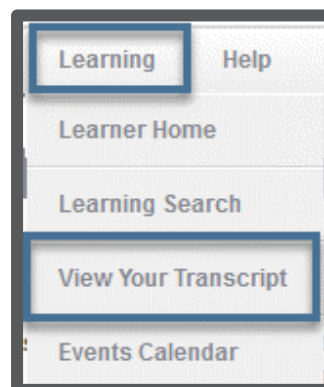 Learning Help
Learner Home
Learning Search
View Your Transcript
Events Calendar